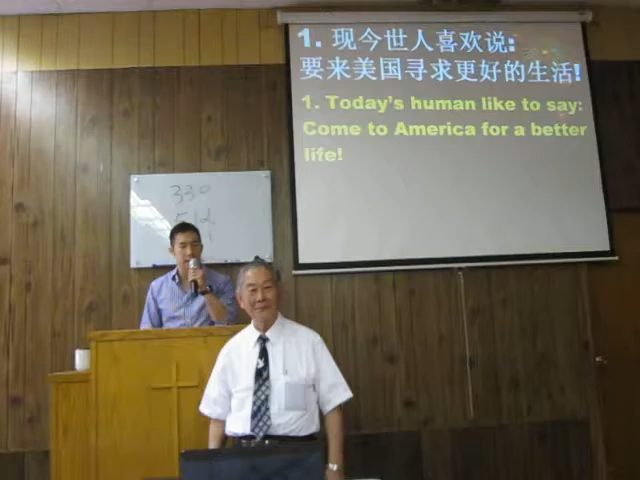 1. 现今世人喜欢说:
要来美国寻求更好的生活!
1. Today's human like to say:
Come to America for a better
life!
330
512